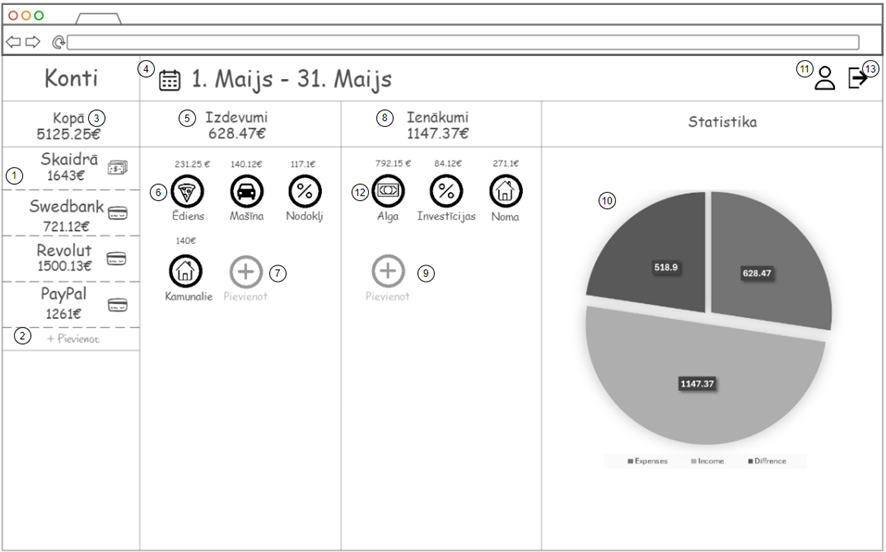 Konti
4
1. Maijs - 31. Maijs
11
13
Kopā
3
5125.25€
5
Izdevumi
628.47€
8
Ienākumi
1147.37€
Statistika
1
Skaidrā
1643€
Swedbank
721.12€
Revolut
1500.13€
PayPal
1261€
2
+ Pievienot
231.25 € 140.12€ 117.1€
6
Ēdiens Mašīna Nodokļi
140€
7
Kamunalie Pievienot
792.15 € 84.12€ 271.1€
12
Alga Investīcijas Noma
9
Pievienot
10
518.9
628.47
1147.37
Expenses Income Diffrence